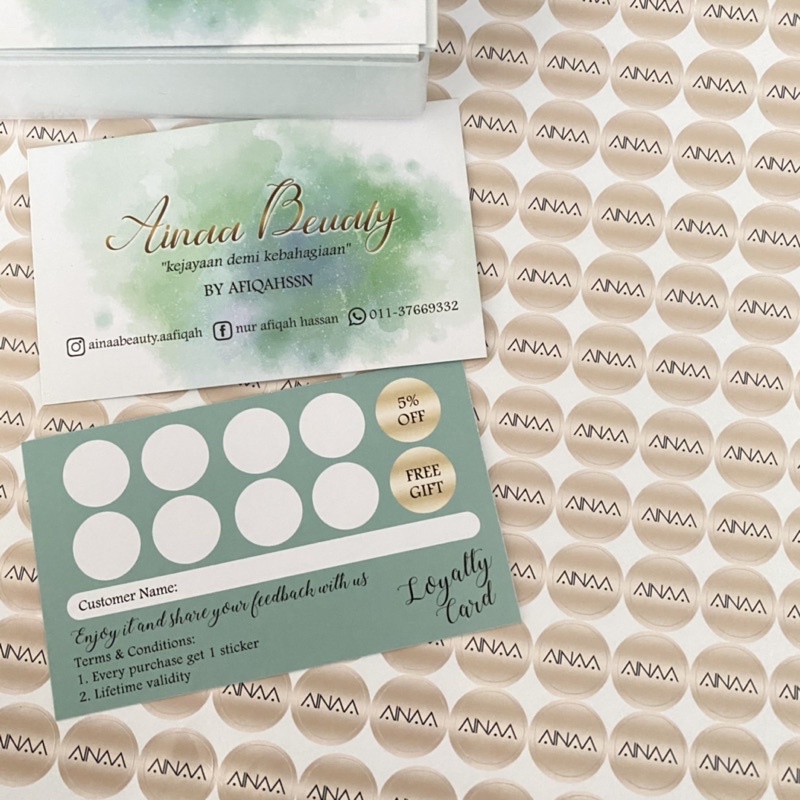 Ainaa Beuaty
"kejayaan demi kebahagiaan"
BY AFIQAHSSN
ainaabeauty.aafiqah nur afiqah hassan 011-37669332
5%
OFF
FREE
GIFT
Customer Name:
Enjoy it and share your feedback with us
Loyalty
Card
Terms & Conditions:
1. Every purchase get 1 sticker
2. Lifetime validity
AINAA